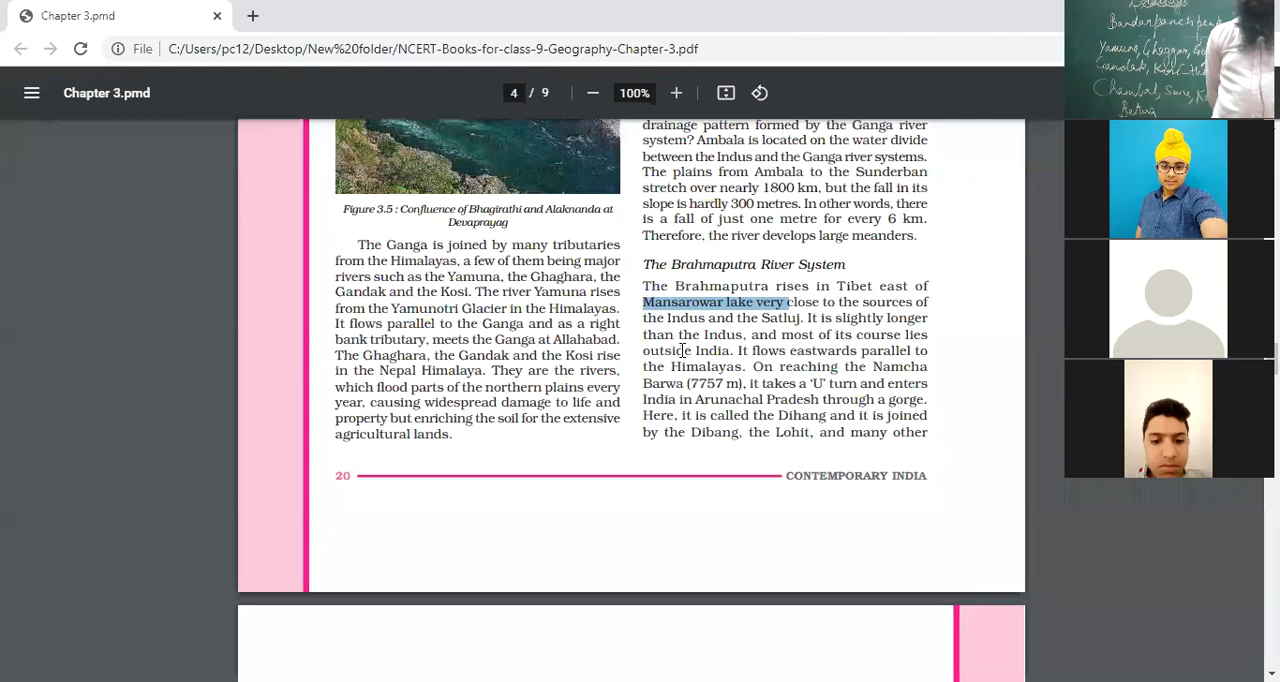 Chapter 3.pmd
File
C:/Users/pc12/Desktop/New%20folder/NCERT-Books-for-class-9-Geography-Chapter-3.pdf
Chapter 3.pmd
4 / 9
100%
Figure 3.5 : Confluence of Bhagirathi and Alaknanda at
Devaprayag
The Ganga is joined by many tributaries
from the Himalayas, a few of them being major
rivers such as the Yamuna, the Ghaghara, the
Gandak and the Kosi. The river Yamuna rises
from the Yamunotri Glacier in the Himalayas.
It flows parallel to the Ganga and as a right
bank tributary, meets the Ganga at Allahabad.
The Ghaghara, the Gandak and the Kosi rise
in the Nepal Himalaya. They are the rivers,
which flood parts of the northern plains every
year, causing widespread damage to life and
property but enriching the soil for the extensive
agricultural lands.
drainage pattern formed by the Ganga river
system? Ambala is located on the water divide
between the Indus and the Ganga river systems.
The plains from Ambala to the Sunderban
stretch over nearly 1800 km, but the fall in its
slope is hardly 300 metres. In other words, there
is a fall of just one metre for every 6 km.
Therefore, the river develops large meanders.
The Brahmaputra River System
The Brahmaputra rises in Tibet east of
Mansarowar lake very close to the sources of
the Indus and the Satluj. It is slightly longer
than the Indus, and most of its course lies
outside India. It flows eastwards parallel to
the Himalayas. On reaching the Namcha
Barwa (7757 m), it takes a ‘U’ turn and enters
India in Arunachal Pradesh through a gorge.
Here, it is called the Dihang and it is joined
by the Dibang, the Lohit, and many other
20
CONTEMPORARY INDIA
Bandarpanch
Yamuna,
Gandak, Kosi
Chambal, Sone,
Betwa